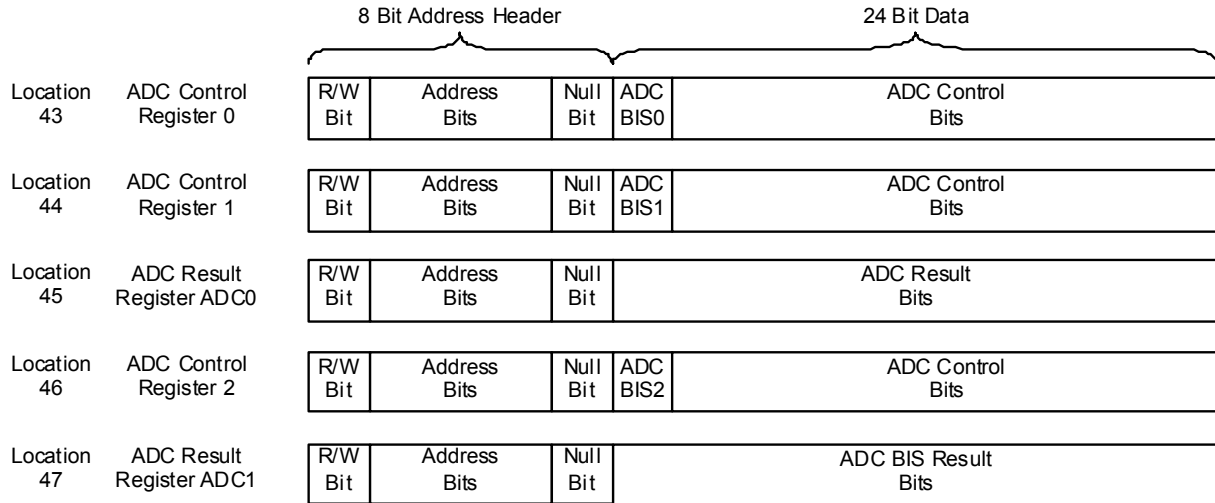 8 Bit Address Header 24 Bit Data
Location ADC Control R/W Address Null ADC ADC Control
43 Register 0 Bit Bits Bit BIS0 Bits
Location ADC Control R/W Address Null ADC ADC Control
44 Register 1 Bit Bits Bit BIS1 Bits
Location ADC Result R/W Address Null ADC Result
45 Register ADC0 Bit Bits Bit Bits
Location ADC Control R/W Address Null ADC ADC Control
46 Register 2 Bit Bits Bit BIS2 Bits
Location ADC Result R/W Address Null ADC BIS Result
47 Register ADC1 Bit Bits Bit Bits